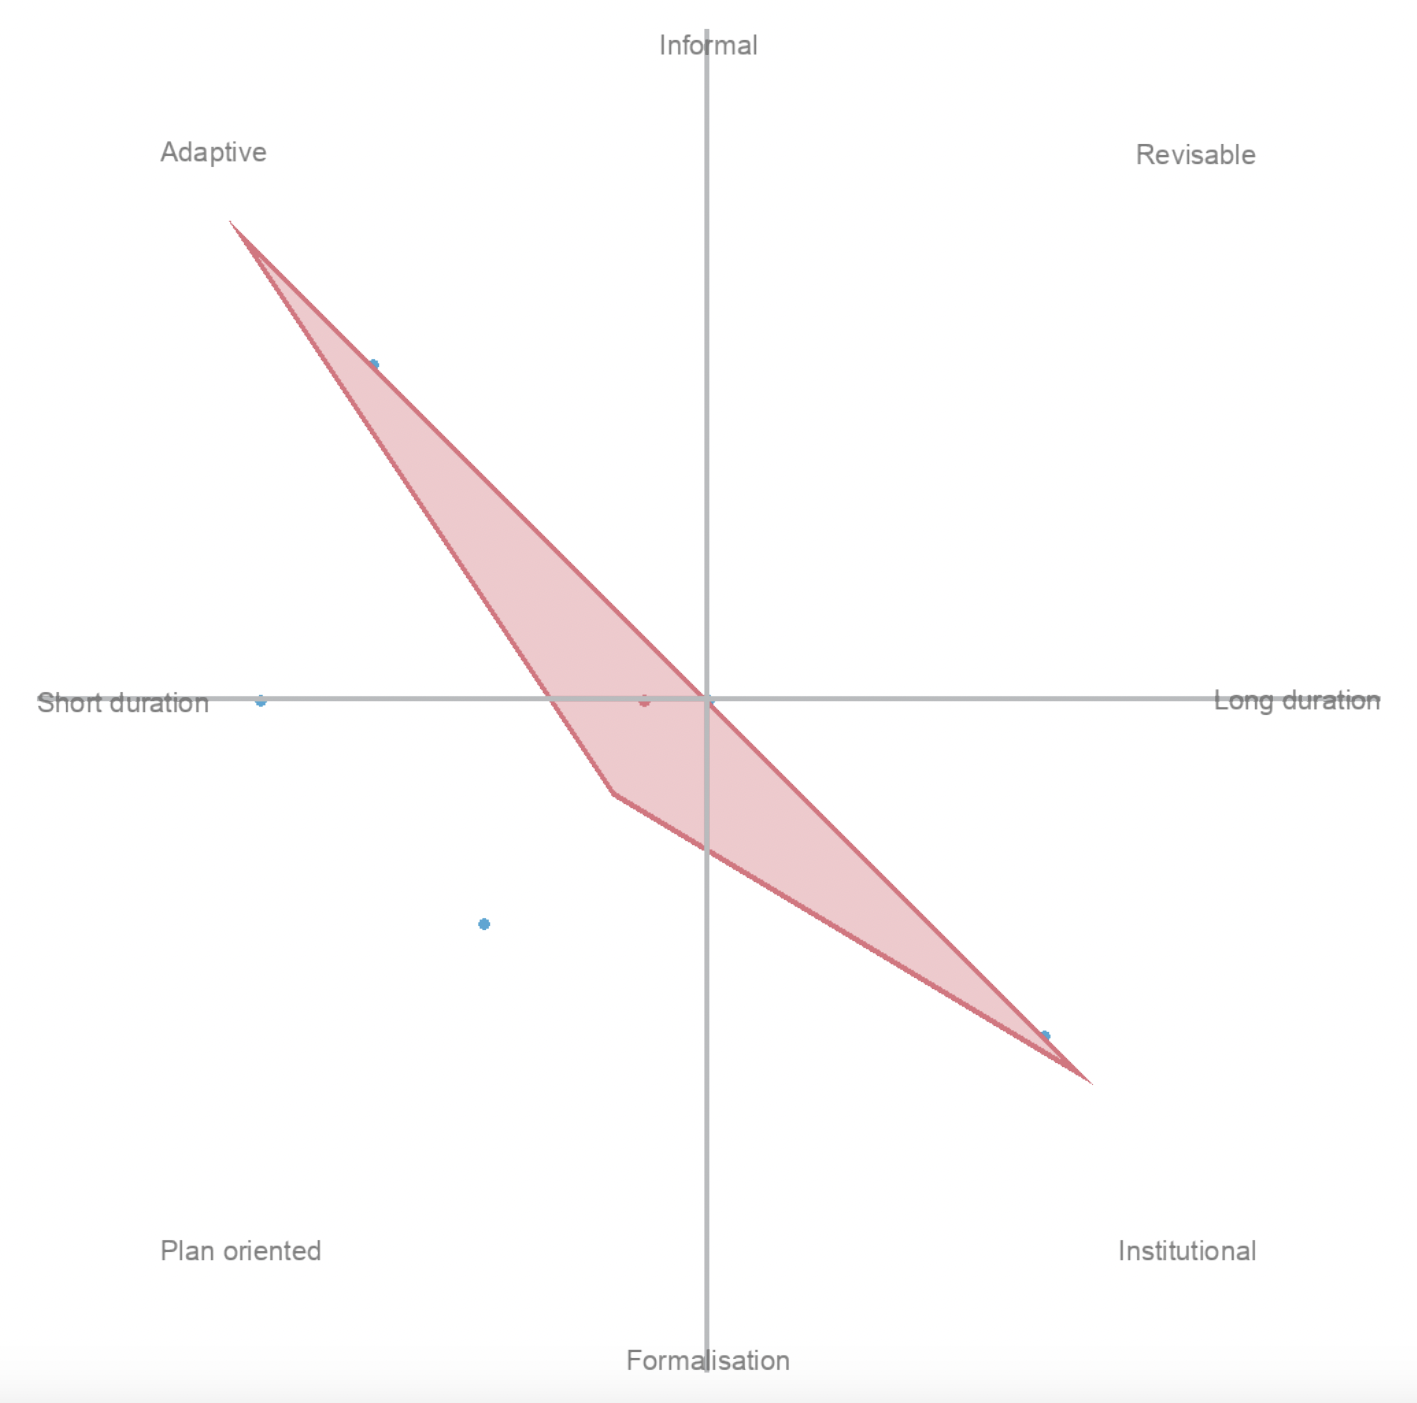 Informal
Adaptive
Revisable
Short duration
Long duration
Plan oriented
Institutional
Formalisation